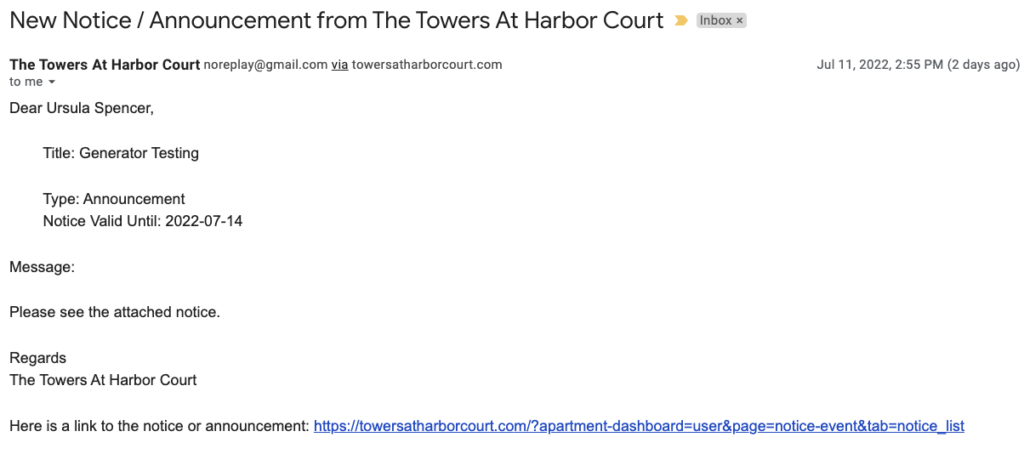 New Notice / Announcement from The Towers At Harbor Court Inbox ×
The Towers At Harbor Court noreplay@gmail.com via towersatharborcourt.com Jul 11, 2022, 2:55 PM (2 days ago)
to me
Dear Ursula Spencer,
Title: Generator Testing
Type: Announcement
Notice Valid Until: 2022-07-14
Message:
Please see the attached notice.
Regards
The Towers At Harbor Court
Here is a link to the notice or announcement: https://towersatharborcourt.com/?apartment-dashboard=user&page=notice-event&tab=notice_list